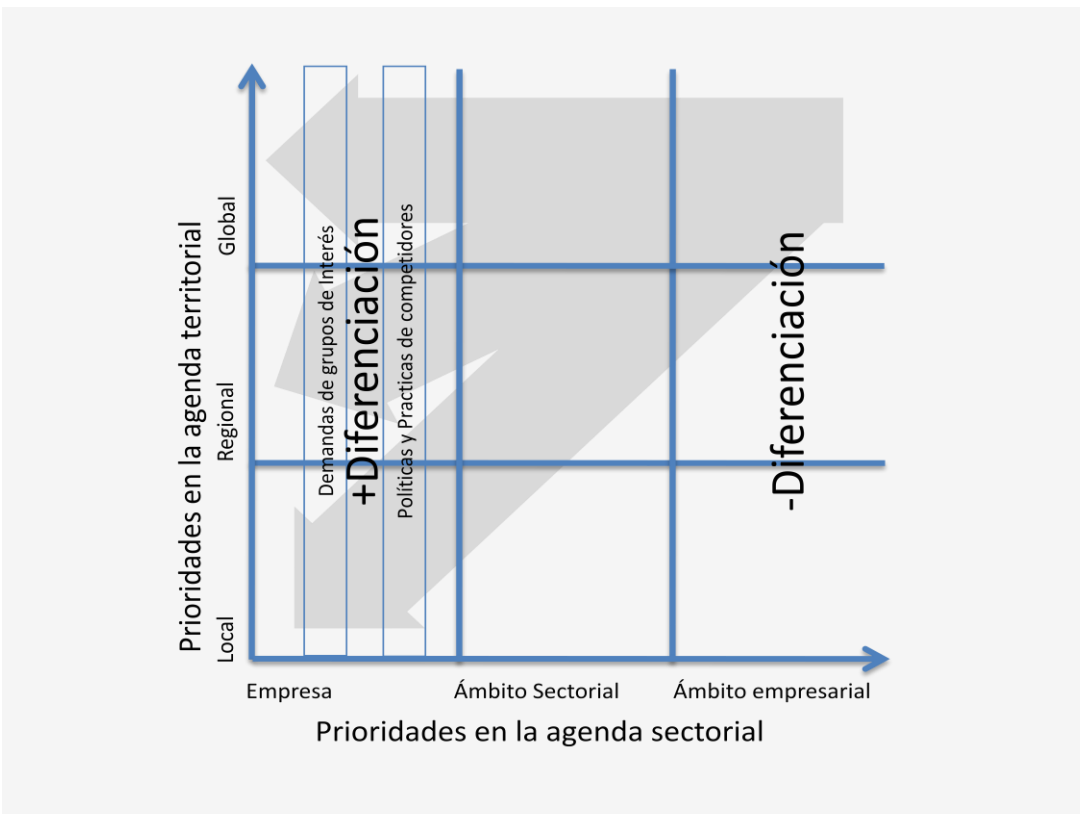 Prioridades en la agenda territorial
Global
Regional
Local
Demandas de grupos de Interés
+Diferenciación
Políticas y Practicas de competidores
-Diferenciación
Empresa
Ámbito Sectorial
Ámbito empresarial
Prioridades en la agenda sectorial